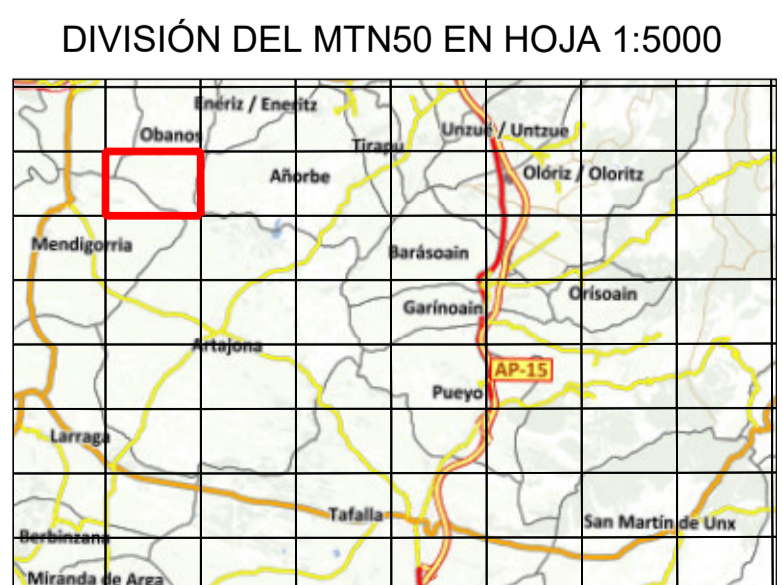 DIVISIÓN DEL MTN50 EN HOJA 1:5000
Enériz / Eneritz
Obanos
Unzué / Untzue
Tirapu
Añorbe
Olóriz / Oloritz
Mendigorria
Barásoain
Orísoain
Garínoain
Artajona
AP-15
Pueyo
Larraga
Tafalla
San Martín de Unx
Berbinzana
Miranda de Arga